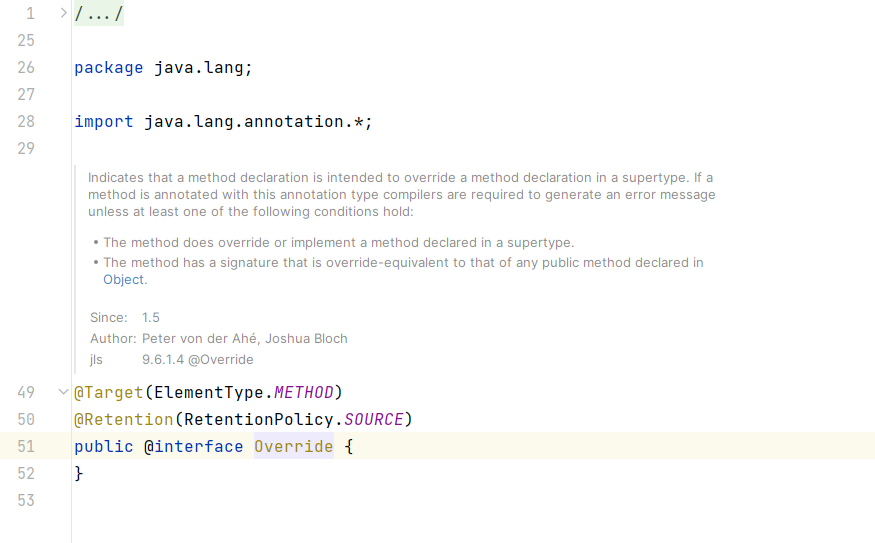 1 /.../
25
26 package java.lang;
27
28 import java.lang.annotation.*;
29
Indicates that a method declaration is intended to override a method declaration in a supertype. If a
method is annotated with this annotation type compilers are required to generate an error message
unless at least one of the following conditions hold:
• The method does override or implement a method declared in a supertype.
• The method has a signature that is override-equivalent to that of any public method declared in
Object.
Since: 1.5
Author: Peter von der Ahé, Joshua Bloch
jls 9.6.1.4 @Override
49 @Target(ElementType.METHOD)
50 @Retention(RetentionPolicy.SOURCE)
51 public @interface Override {
52 }
53